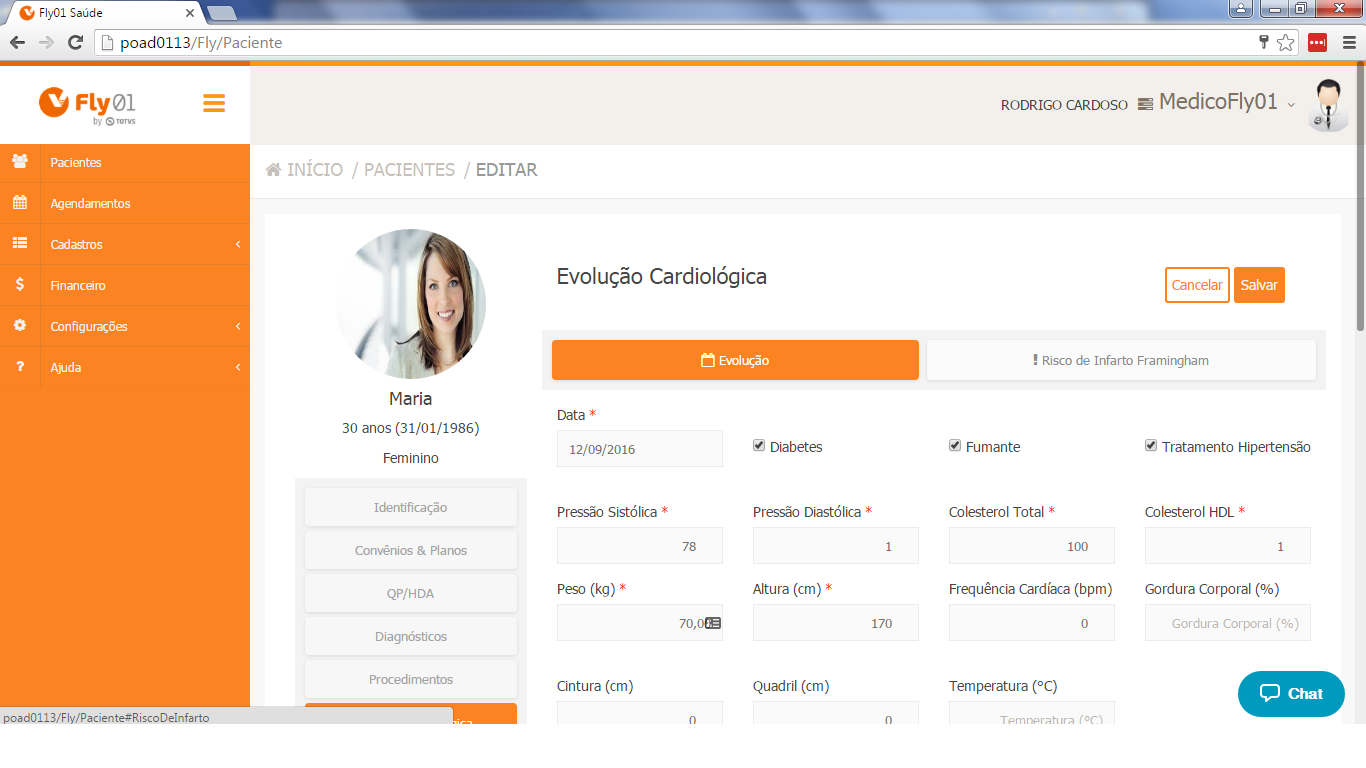 Fly01 Saúde
poad0113/Fly/Paciente
Fly01
by TOTVS
RODRIGO CARDOSO MedicoFly01
Pacientes
Agendamentos
Cadastros
Financeiro
Configurações
Ajuda
INÍCIO / PACIENTES / EDITAR
Maria
30 anos (31/01/1986)
Feminino
Identificação
Convênios & Planos
QP/HDA
Diagnósticos
Procedimentos
Evolução Cardiológica
Cancelar
Salvar
Evolução
Risco de Infarto Framingham
Data *
12/09/2016
Diabetes
Fumante
Tratamento Hipertensão
Pressão Sistólica *
Pressão Diastólica *
Colesterol Total *
Colesterol HDL *
78
1
100
1
Peso (kg) *
Altura (cm) *
Frequência Cardíaca (bpm)
Gordura Corporal (%)
70,0
170
0
Gordura Corporal (%)
Cintura (cm)
Quadril (cm)
Temperatura (°C)
0
0
Temperatura (°C)
Chat
poad0113/Fly/Paciente#RiscoDeInfarto